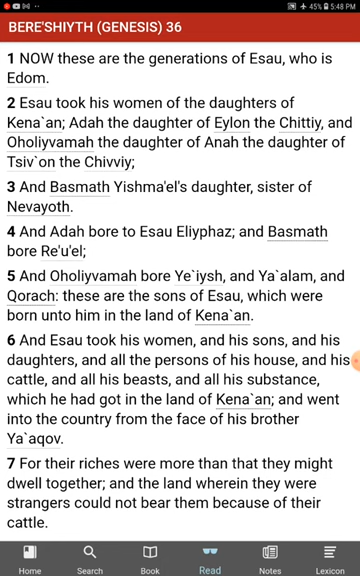 45% 5:48 PM
BERE'SHIYTH (GENESIS) 36
1 NOW these are the generations of Esau, who is
Edom.
2 Esau took his women of the daughters of
Kena`an; Adah the daughter of Eylon the Chittiy, and
Oholiyvamah the daughter of Anah the daughter of
Tsiv`on the Chivviy;
3 And Basmath Yishma'el's daughter, sister of
Nevayoth.
4 And Adah bore to Esau Eliyphaz; and Basmath
bore Re'u'el;
5 And Oholiyvamah bore Ye`iysh, and Ya`alam, and
Qorach: these are the sons of Esau, which were
born unto him in the land of Kena`an.
6 And Esau took his women, and his sons, and his
daughters, and all the persons of his house, and his
cattle, and all his beasts, and all his substance,
which he had got in the land of Kena`an; and went
into the country from the face of his brother
Ya`aqov.
7 For their riches were more than that they might
dwell together; and the land wherein they were
strangers could not bear them because of their
cattle.
Home Search Book Read Notes Lexicon